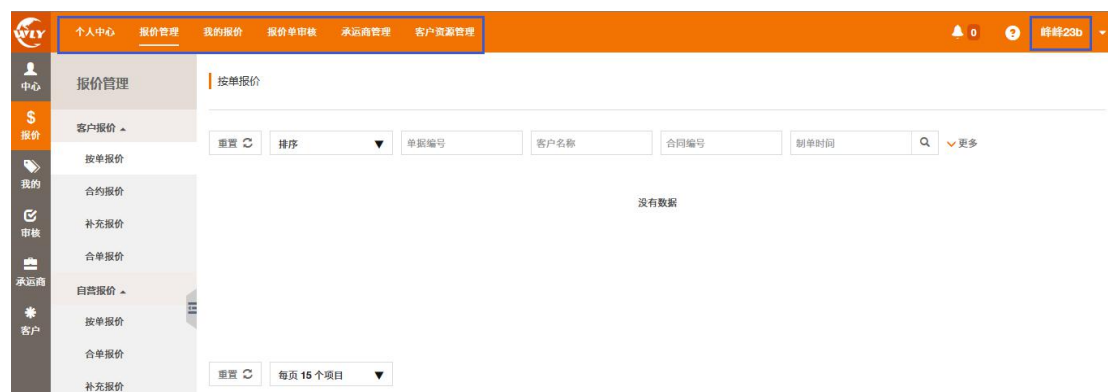 WLY
个人中心 报价管理 我的报价 报价单审核 承运商管理 客户资源管理 0 ? 峰峰23b
中心
$
报价
我的
审核
承运商
客户
报价管理
客户报价
按单报价
合约报价
补充报价
合单报价
自营报价
按单报价
合单报价
补充报价
按单报价
重置 排序 单据编号 客户名称 合同编号 制单时间 更多
没有数据
重置 每页 15 个项目